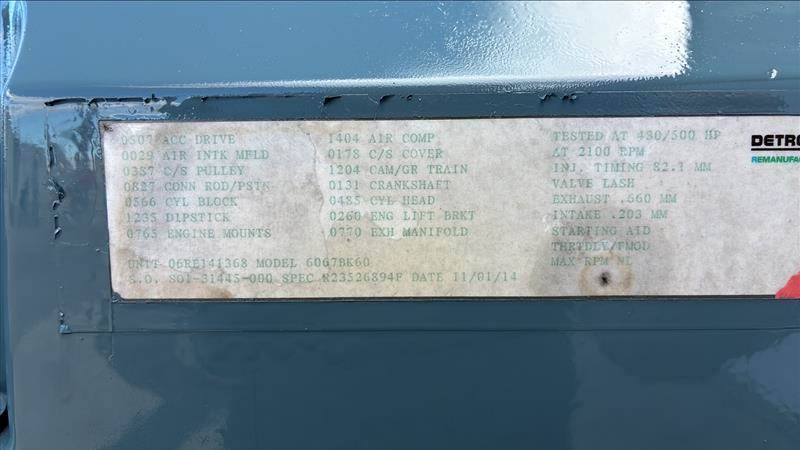 0507 ACC DRIVE 1404 AIR COMP TESTED AT 430/500 HP
0029 AIR INTK MFLD 0178 C/S COVER AT 2100 RPM
0387 C/S PULLEY 1204 CAM/GR TRAIN INJ. TIMING 82.1 MM
0827 CONN ROD/PSTN 0131 CRANKSHAFT VALVE LASH
0566 CYL BLOCK 0485 CYL HEAD EXHAUST .660 MM
1235 DIPSTICK 0260 ENG LIFT BRKT INTAKE .203 MM
0765 ENGINE MOUNTS 0770 EXH MANIFOLD STARTING AID
THRTDLY/FMOD
UNIT 06RE141368 MODEL 6067BK60 MAX RPM NL
S.O. S01-31445-000 SPEC R23526894F DATE 11/01/14
DETRO
REMANUFA